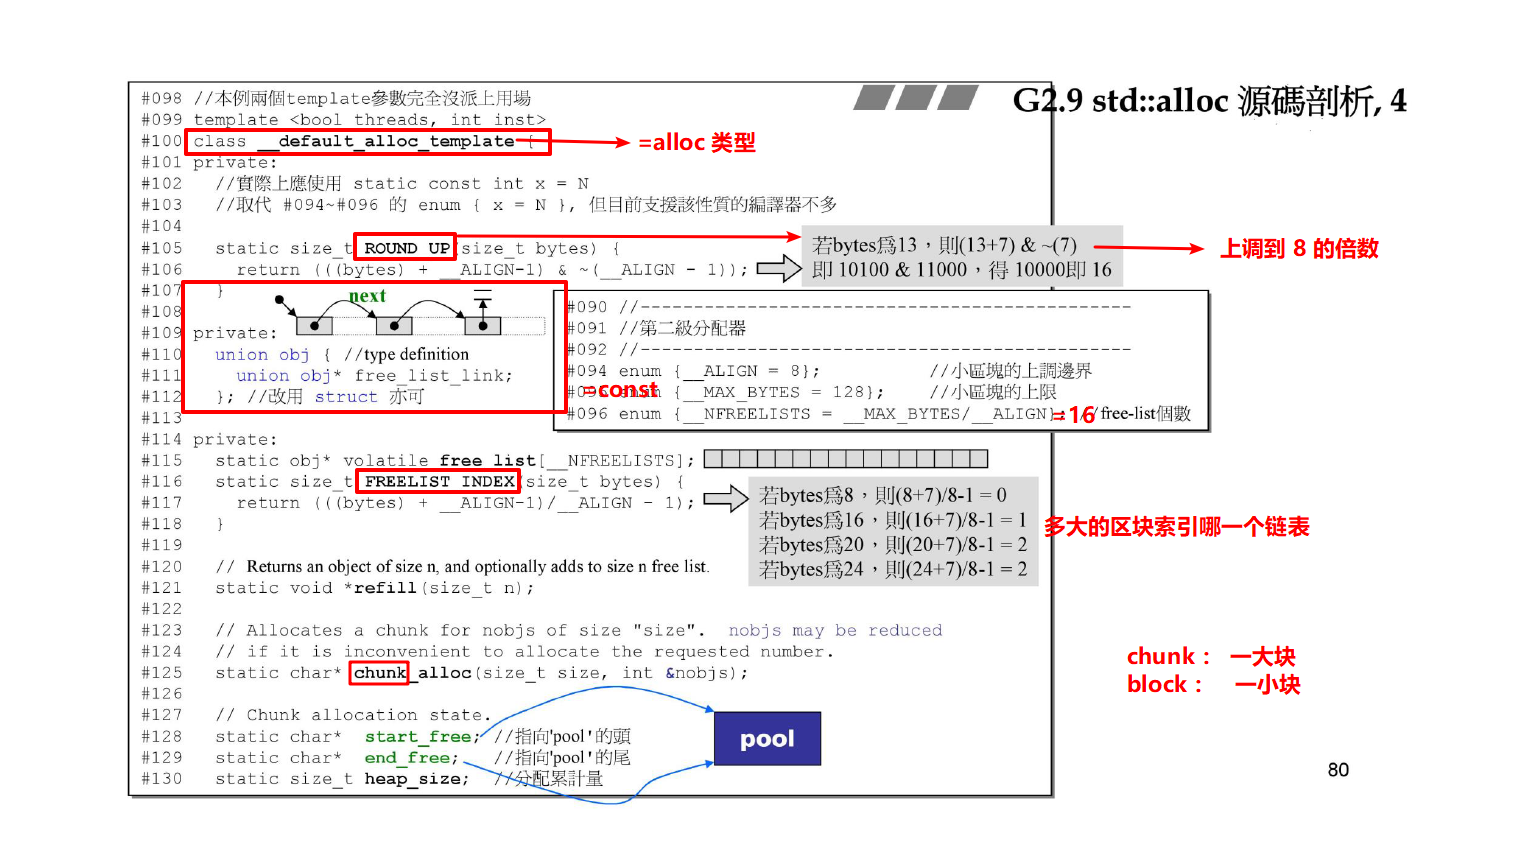 G2.9 std::alloc 源碼剖析, 4
#098 //本例兩個template參數完全沒派上用場
#099 template <bool threads, int inst>
#100 class __default_alloc_template {
=alloc 类型
#101 private:
#102 //實際上應使用 static const int x = N
#103 //取代 #094~#096 的 enum { x = N }, 但目前支援該性質的編譯器不多
#104
#105 static size_t ROUND_UP(size_t bytes) {
#106 return (((bytes) + __ALIGN-1) & ~(__ALIGN - 1));
#107 }
若bytes爲13，則(13+7) & ~(7)
即 10100 & 11000，得 10000即 16
上调到 8 的倍数
next
#108
#109 private:
#110 union obj { //type definition
#111 union obj* free_list_link;
#112 }; //改用 struct 亦可
#113
#090 //----------------------------------------------
#091 //第二級分配器
#092 //----------------------------------------------
#094 enum {__ALIGN = 8}; //小區塊的上調邊界
#095 enum {__MAX_BYTES = 128}; //小區塊的上限
=const
#096 enum {__NFREELISTS = __MAX_BYTES/__ALIGN}; //free-list個數
=16
#114 private:
#115 static obj* volatile free_list[__NFREELISTS];
#116 static size_t FREELIST_INDEX(size_t bytes) {
#117 return (((bytes) + __ALIGN-1)/__ALIGN - 1);
#118 }
若bytes爲8，則(8+7)/8-1 = 0
若bytes爲16，則(16+7)/8-1 = 1
若bytes爲20，則(20+7)/8-1 = 2
若bytes爲24，則(24+7)/8-1 = 2
多大的区块索引哪一个链表
#119
#120 // Returns an object of size n, and optionally adds to size n free list.
#121 static void *refill(size_t n);
#122
#123 // Allocates a chunk for nobjs of size "size". nobjs may be reduced
#124 // if it is inconvenient to allocate the requested number.
#125 static char* chunk_alloc(size_t size, int &nobjs);
chunk： 一大块
block： 一小块
#126
#127 // Chunk allocation state.
#128 static char* start_free; //指向'pool'的頭
#129 static char* end_free; //指向'pool'的尾
#130 static size_t heap_size; //分配累計量
pool
80